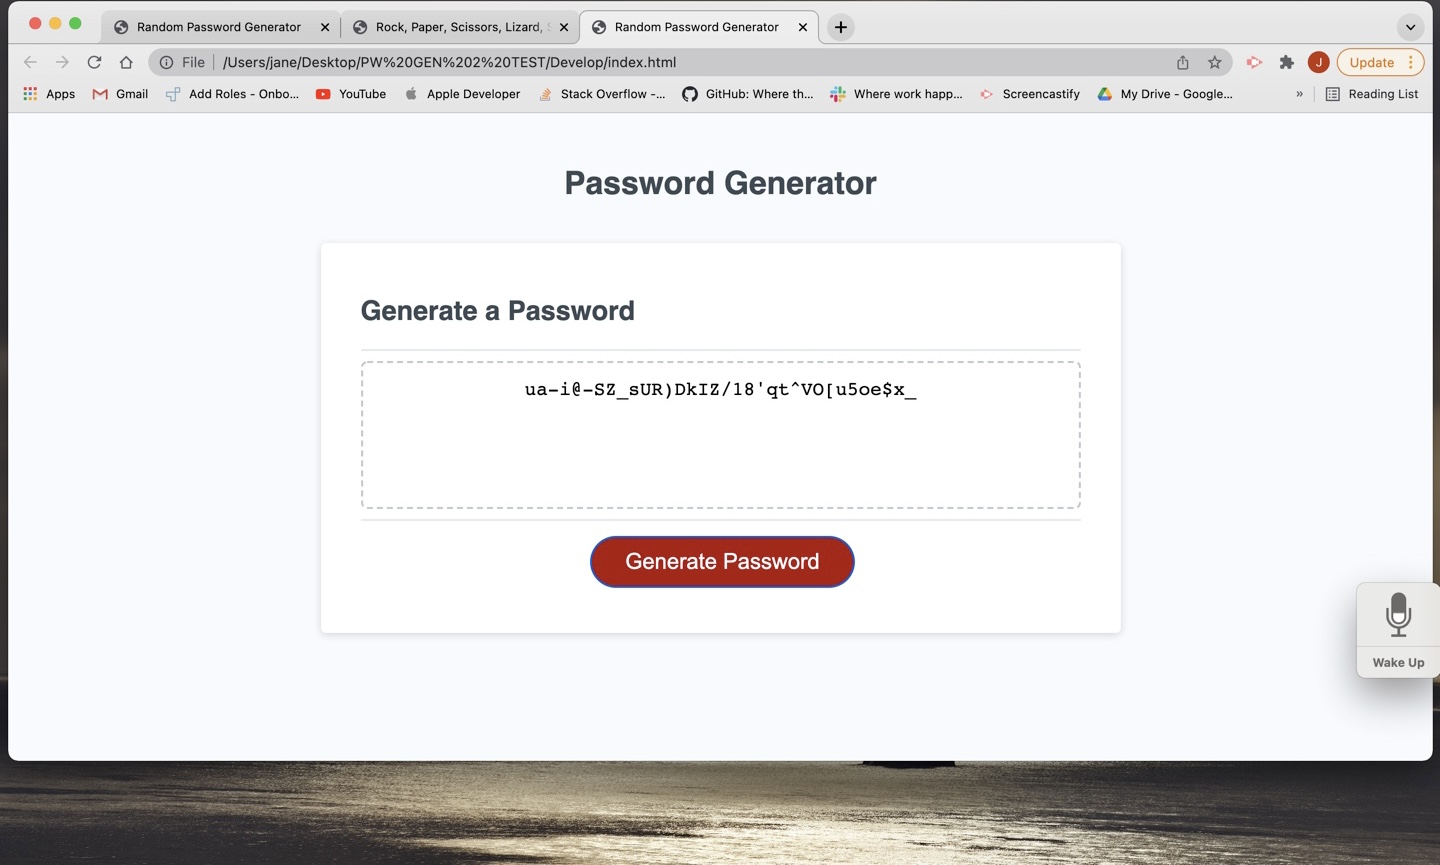 Random Password Generator
Rock, Paper, Scissors, Lizard,
Random Password Generator
File
/Users/jane/Desktop/PW%20GEN%202%20TEST/Develop/index.html
J
Update
Apps
Gmail
Add Roles - Onbo...
YouTube
Apple Developer
Stack Overflow -...
GitHub: Where th...
Where work happ...
Screencastify
My Drive - Google...
»
Reading List
Password Generator
Generate a Password
ua-i@-SZ_sUR)DkIZ/18'qt^VO[u5oe$x_
Generate Password
Wake Up